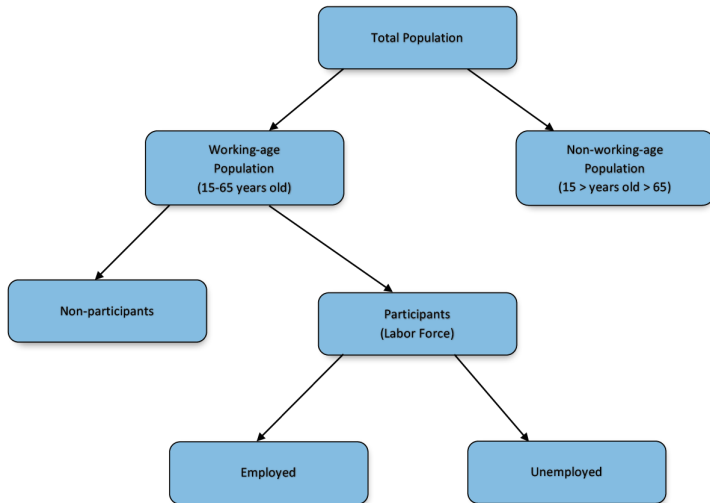 Total Population
Working-age
Population
(15-65 years old)
Non-working-age
Population
(15 > years old > 65)
Non-participants
Participants
(Labor Force)
Employed
Unemployed